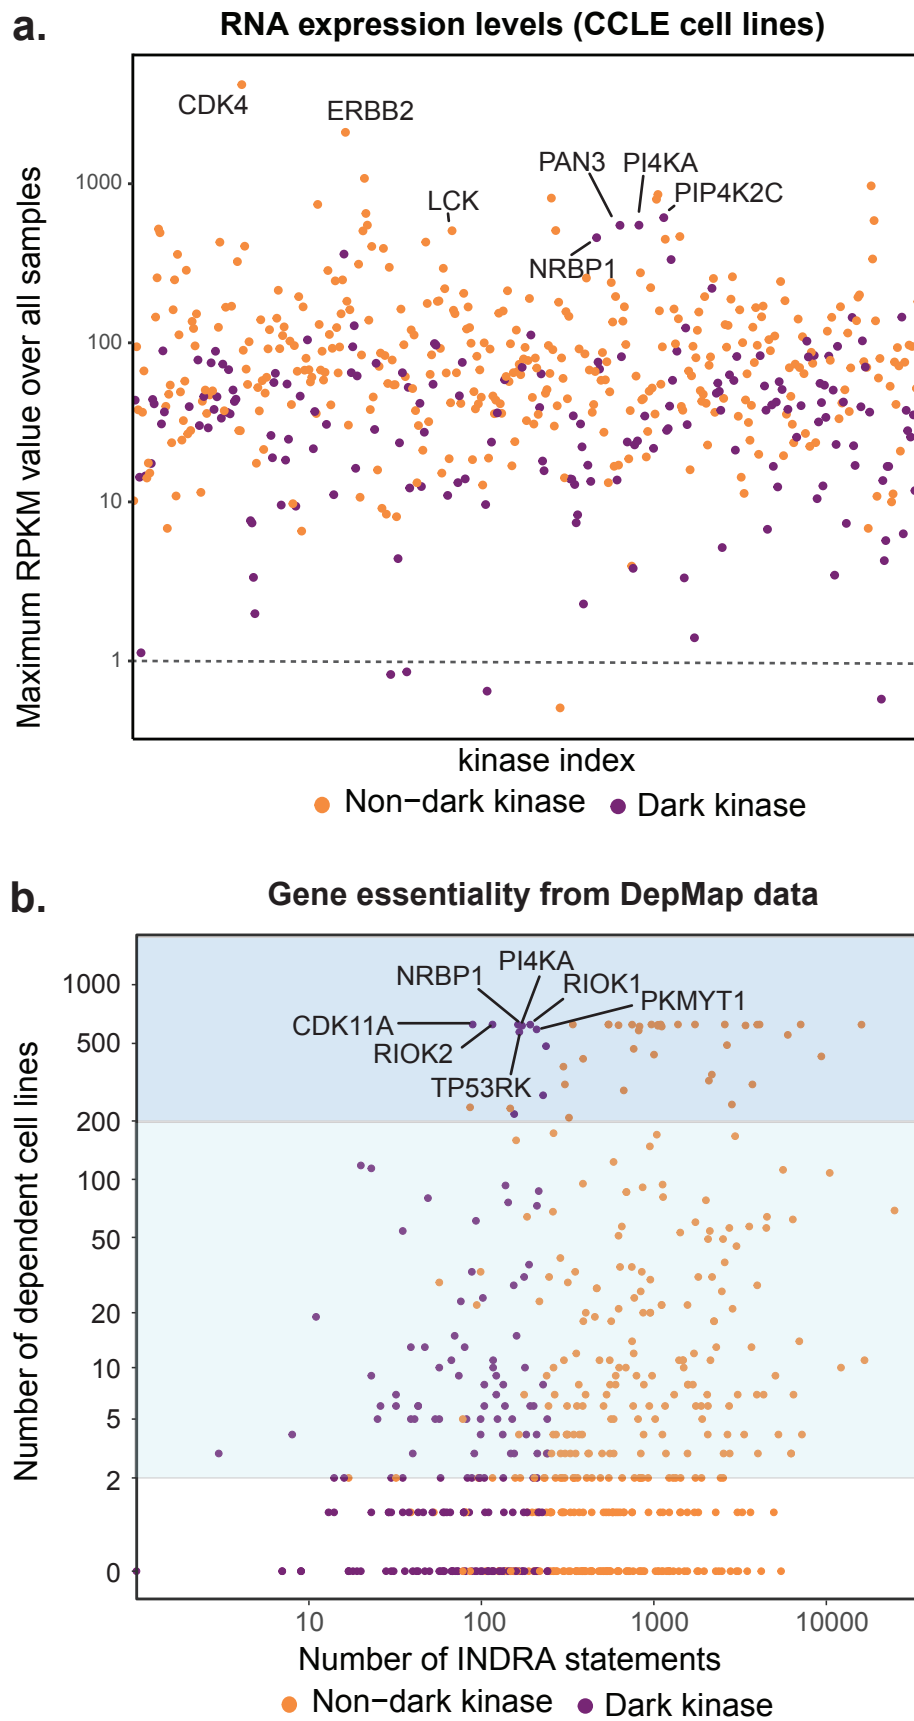 a.
RNA expression levels (CCLE cell lines)
Maximum RPKM value over all samples
1000
100
10
1
CDK4
ERBB2
LCK
PAN3
PI4KA
PIP4K2C
NRBP1
kinase index
Non−dark kinase
Dark kinase
b.
Gene essentiality from DepMap data
Number of dependent cell lines
1000
500
200
100
50
20
10
5
2
0
NRBP1
PI4KA
RIOK1
PKMYT1
CDK11A
RIOK2
TP53RK
10
100
1000
10000
Number of INDRA statements
Non−dark kinase
Dark kinase